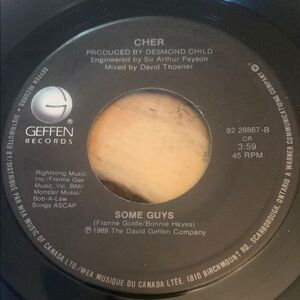 CHER
PRODUCED BY DESMOND CHILD
Engineered by Sir Arthur Payson
Mixed by David Thoener
GEFFEN
RECORDS
92 28867-B
CR
3:59
45 RPM
Rightsong Music,
Inc./Franne Gee
Music, Inc. BMI/
Monster Music/
Bob-A-Lew
Songs ASCAP
SOME GUYS
(Franne Golde/Bonnie Hayes)
℗1989 The David Geffen Company
GEFFEN RECORDS • DISTRIBUTED BY/DISTRIBUÉ PAR WEA MUSIC OF CANADA LTD./WEA MUSIQUE DU CANADA LTÉE. 1810 BIRCHMOUNT RD., SCARBOROUGH, ONTARIO A WARNER COMMUNICATIONS COMPANY